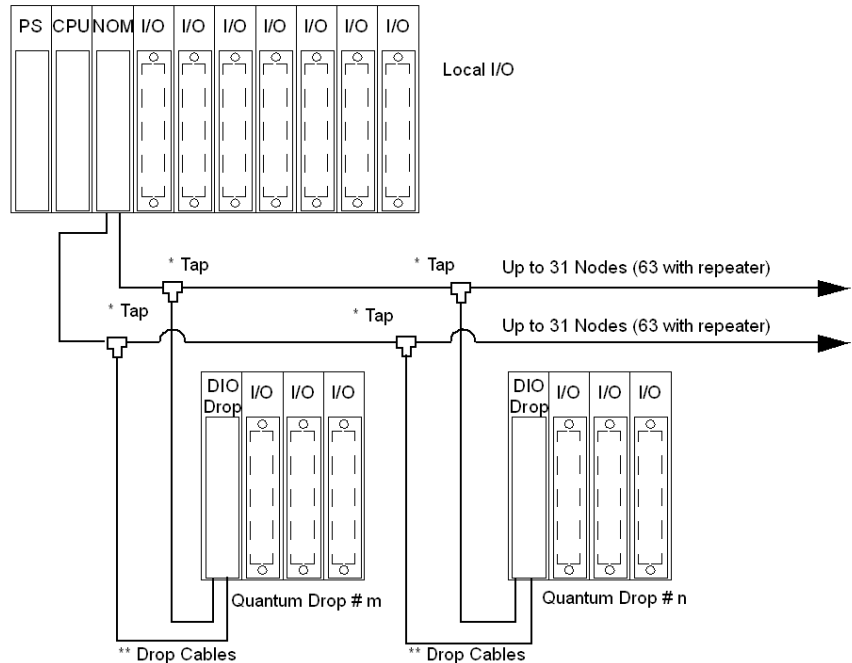 PS CPU NOM I/O I/O I/O I/O I/O I/O I/O
Local I/O
* Tap
* Tap
Up to 31 Nodes (63 with repeater)
* Tap
* Tap
Up to 31 Nodes (63 with repeater)
DIO Drop I/O I/O I/O
DIO Drop I/O I/O I/O
Quantum Drop # m
Quantum Drop # n
** Drop Cables
** Drop Cables